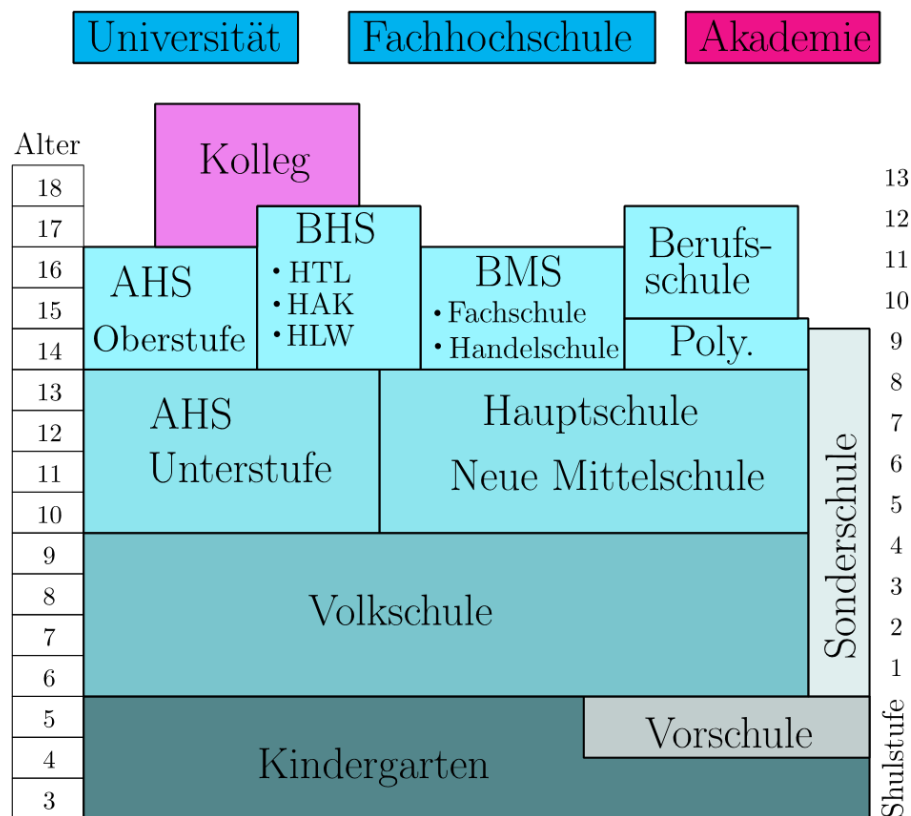 Universität
Fachhochschule
Akademie
Alter
Kolleg
18
13
17
BHS
12
Berufs-
schule
16
AHS
Oberstufe
• HTL
• HAK
• HLW
BMS
• Fachschule
• Handelschule
11
15
10
14
Poly.
9
13
AHS
Unterstufe
Hauptschule
Neue Mittelschule
8
12
7
11
6
10
5
Sonderschule
9
4
8
Volkschule
3
7
2
6
1
5
Vorschule
4
Kindergarten
3
Shulstufe